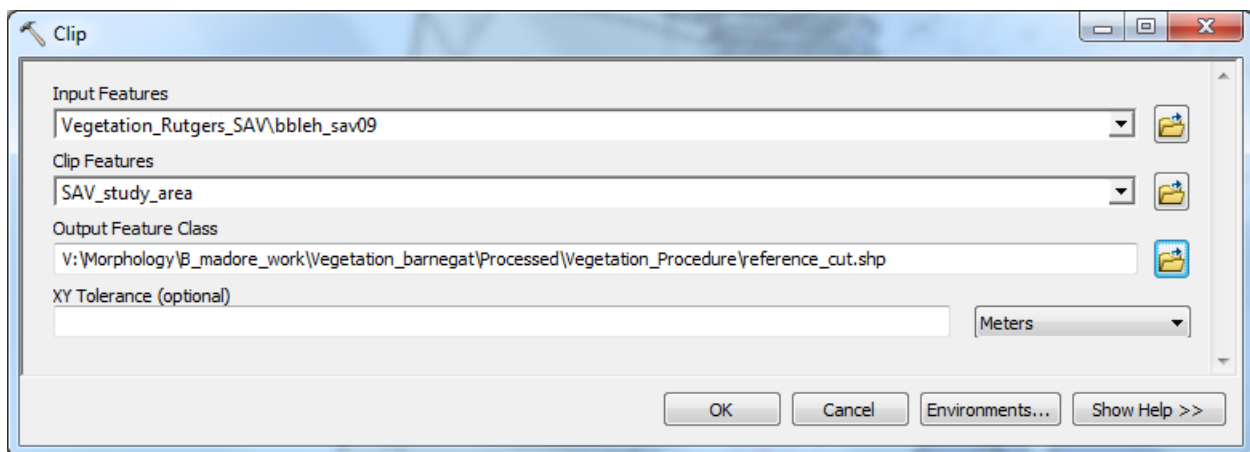 Clip
Input Features
Vegetation_Rutgers_SAV\bbleh_sav09
Clip Features
SAV_study_area
Output Feature Class
V:\Morphology\B_madore_work\Vegetation_barnegat\Processed\Vegetation_Procedure\reference_cut.shp
XY Tolerance (optional)
Meters
OK Cancel Environments... Show Help >>